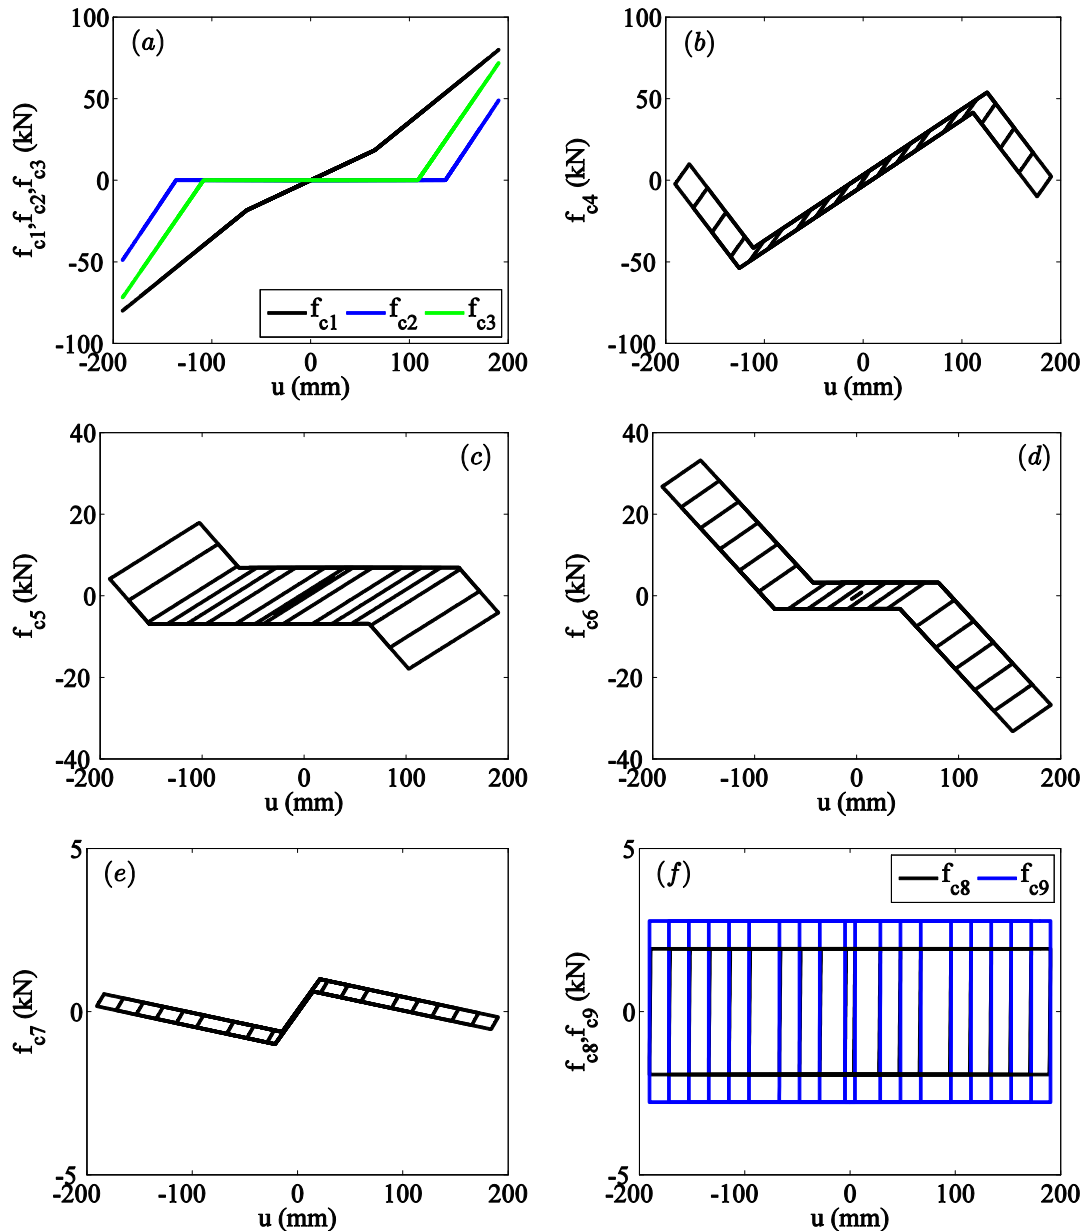 (a)
100
50
0
-50
-100
f_c1,f_c2,f_c3 (kN)
f_c1 f_c2 f_c3
-200 -100 0 100 200
u (mm)
(b)
100
50
0
-50
-100
f_c4 (kN)
-200 -100 0 100 200
u (mm)
(c)
40
20
0
-20
-40
f_c5 (kN)
-200 -100 0 100 200
u (mm)
(d)
40
20
0
-20
-40
f_c6 (kN)
-200 -100 0 100 200
u (mm)
(e)
5
0
-5
f_c7 (kN)
-200 -100 0 100 200
u (mm)
(f)
5
0
-5
f_c8,f_c9 (kN)
f_c8 f_c9
-200 -100 0 100 200
u (mm)